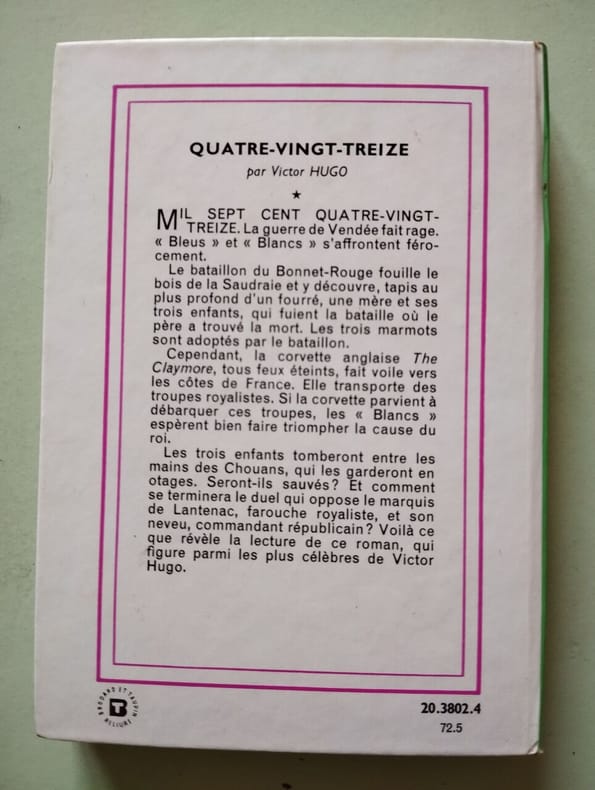 QUATRE-VINGT-TREIZE
par Victor HUGO
★
MIL SEPT CENT QUATRE-VINGT-
TREIZE. La guerre de Vendée fait rage.
« Bleus » et « Blancs » s'affrontent féro-
cement.
Le bataillon du Bonnet-Rouge fouille le
bois de la Saudraie et y découvre, tapis au
plus profond d'un fourré, une mère et ses
trois enfants, qui fuient la bataille où le
père a trouvé la mort. Les trois marmots
sont adoptés par le bataillon.
Cependant, la corvette anglaise The
Claymore, tous feux éteints, fait voile vers
les côtes de France. Elle transporte des
troupes royalistes. Si la corvette parvient à
débarquer ces troupes, les « Blancs »
espèrent bien faire triompher la cause du
roi.
Les trois enfants tomberont entre les
mains des Chouans, qui les garderont en
otages. Seront-ils sauvés? Et comment
se terminera le duel qui oppose le marquis
de Lantenac, farouche royaliste, et son
neveu, commandant républicain? Voilà ce
que révèle la lecture de ce roman, qui
figure parmi les plus célèbres de Victor
Hugo.
BRODARD ET TAUPIN
RELIURE
20.3802.4
72.5